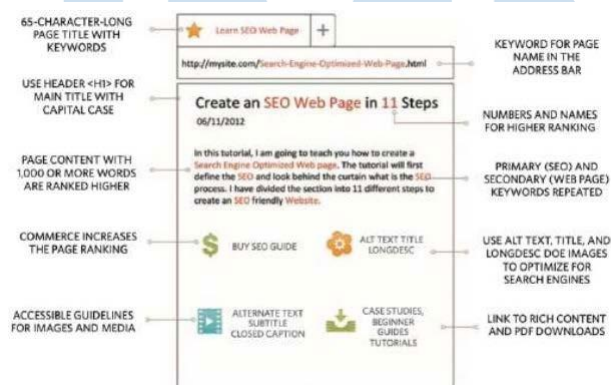 65-CHARACTER-LONG
PAGE TITLE WITH
KEYWORDS
Learn SEO Web Page
+
http://mysite.com/Search-Engine-Optimized-Web-Page.html
KEYWORD FOR PAGE
NAME IN THE
ADDRESS BAR
USE HEADER <H1> FOR
MAIN TITLE WITH
CAPITAL CASE
Create an SEO Web Page in 11 Steps
06/11/2012
NUMBERS AND NAMES
FOR HIGHER RANKING
PAGE CONTENT WITH
1,000 OR MORE WORDS
ARE RANKED HIGHER
In this tutorial, I am going to teach you how to create a
Search Engine Optimized Web page. The tutorial will first
define the SEO and look behind the curtain what is the SEO
process. I have divided the section into 11 different steps to
create an SEO friendly Website.
PRIMARY (SEO) AND
SECONDARY (WEB PAGE)
KEYWORDS REPEATED
COMMERCE INCREASES
THE PAGE RANKING
BUY SEO GUIDE
ALT TEXT TITLE
LONGDESC
USE ALT TEXT, TITLE, AND
LONGDESC DOE IMAGES
TO OPTIMIZE FOR
SEARCH ENGINES
ACCESSIBLE GUIDELINES
FOR IMAGES AND MEDIA
ALTERNATE TEXT
SUBTITLE
CLOSED CAPTION
CASE STUDIES,
BEGINNER
GUIDES
TUTORIALS
LINK TO RICH CONTENT
AND PDF DOWNLOADS